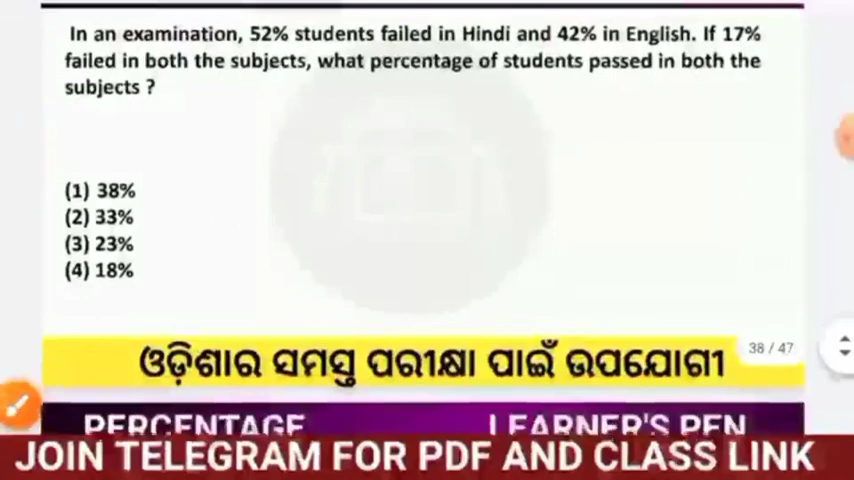 In an examination, 52% students failed in Hindi and 42% in English. If 17%
failed in both the subjects, what percentage of students passed in both the
subjects ?
(1) 38%
(2) 33%
(3) 23%
(4) 18%
38 / 47
ଓଡ଼ିଶାର ସମସ୍ତ ପରୀକ୍ଷା ପାଇଁ ଉପଯୋଗୀ
PERCENTAGE LEARNER'S PEN
JOIN TELEGRAM FOR PDF AND CLASS LINK